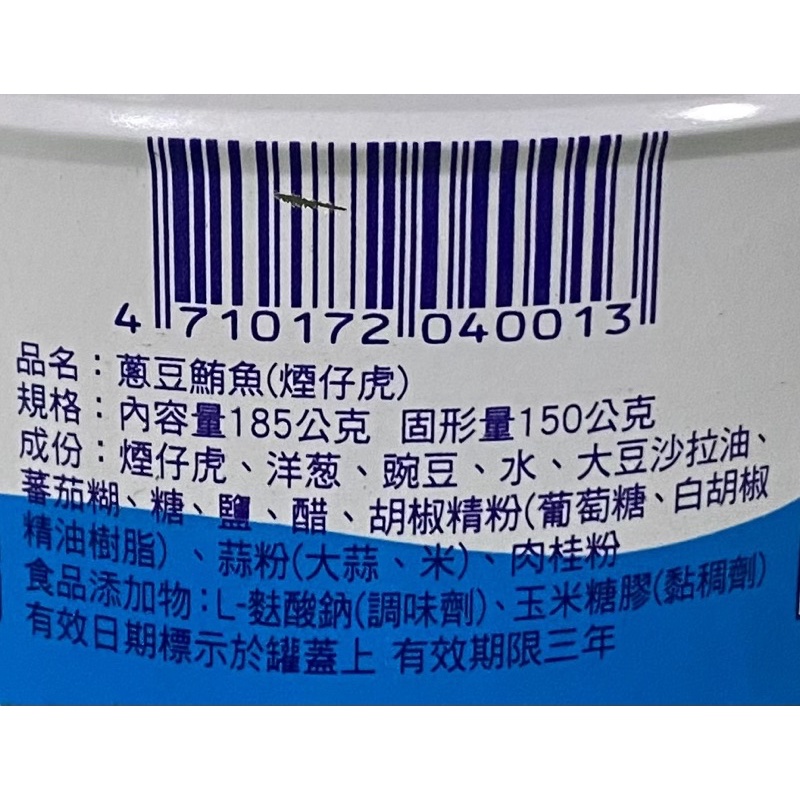 4 710172 040013
品名：蔥豆鮪魚(煙仔虎)
規格：內容量185公克 固形量150公克
成份：煙仔虎、洋葱、豌豆、水、大豆沙拉油、
蕃茄糊、糖、鹽、醋、胡椒精粉(葡萄糖、白胡椒
精油樹脂)、蒜粉(大蒜、米)、肉桂粉
食品添加物：L-麩酸鈉(調味劑)、玉米糖膠(黏稠劑)
有效日期標示於罐蓋上 有效期限三年